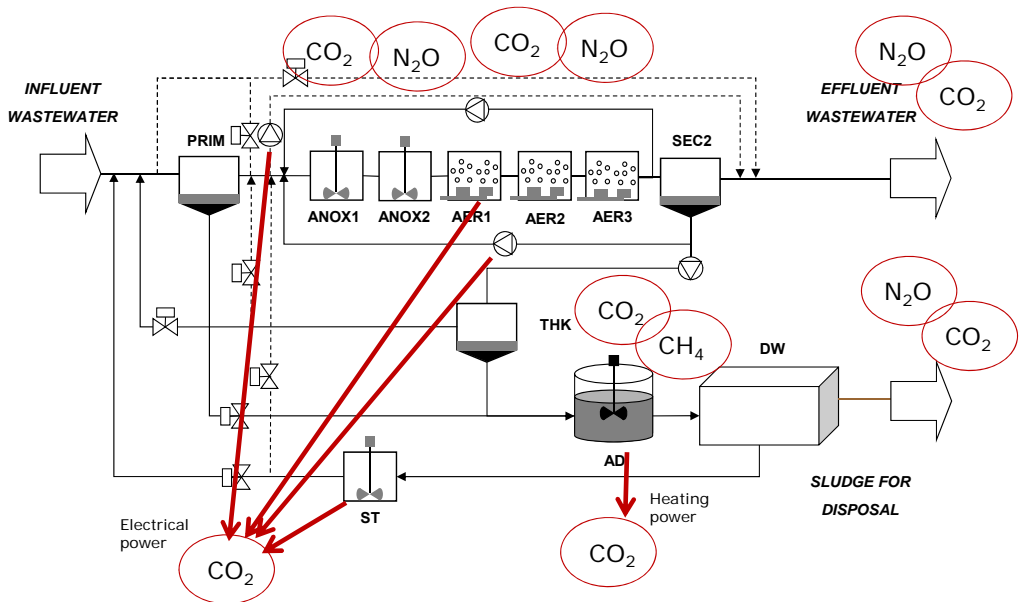 CO2
N2O
CO2
N2O
N2O
CO2
INFLUENT
WASTEWATER
EFFLUENT
WASTEWATER
PRIM
SEC2
ANOX1
ANOX2
AER1
AER2
AER3
THK
CO2
CH4
DW
N2O
CO2
AD
ST
Electrical
power
CO2
Heating
power
CO2
SLUDGE FOR
DISPOSAL